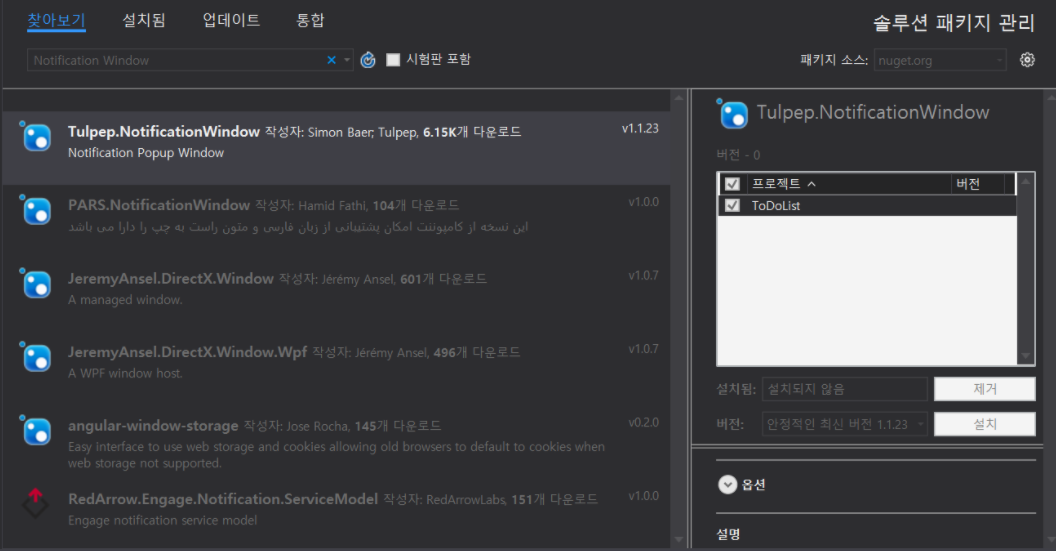 찾아보기 설치됨 업데이트 통합
솔루션 패키지 관리
Notification Window
시험판 포함
패키지 소스: nuget.org
Tulpep.NotificationWindow 작성자: Simon Baer; Tulpep, 6.15K개 다운로드 v1.1.23
Notification Popup Window
PARS.NotificationWindow 작성자: Hamid Fathi, 104개 다운로드 v1.0.0
این نسخه از کامپوننت امکان پشتیبانی از زبان فارسی و متون راست به چپ را دارا می باشد
JeremyAnsel.DirectX.Window 작성자: Jérémy Ansel, 601개 다운로드 v1.0.7
A managed window.
JeremyAnsel.DirectX.Window.Wpf 작성자: Jérémy Ansel, 496개 다운로드 v1.0.7
A WPF window host.
angular-window-storage 작성자: Jose Rocha, 145개 다운로드 v0.2.0
Easy interface to use web storage and cookies allowing old browsers to default to cookies when
web storage not supported.
RedArrow.Engage.Notification.ServiceModel 작성자: RedArrowLabs, 151개 다운로드 v1.0.0
Engage notification service model
Tulpep.NotificationWindow
버전 - 0
프로젝트 버전
ToDoList
설치됨: 설치되지 않음 제거
버전: 안정적인 최신 버전 1.1.23 설치
옵션
설명